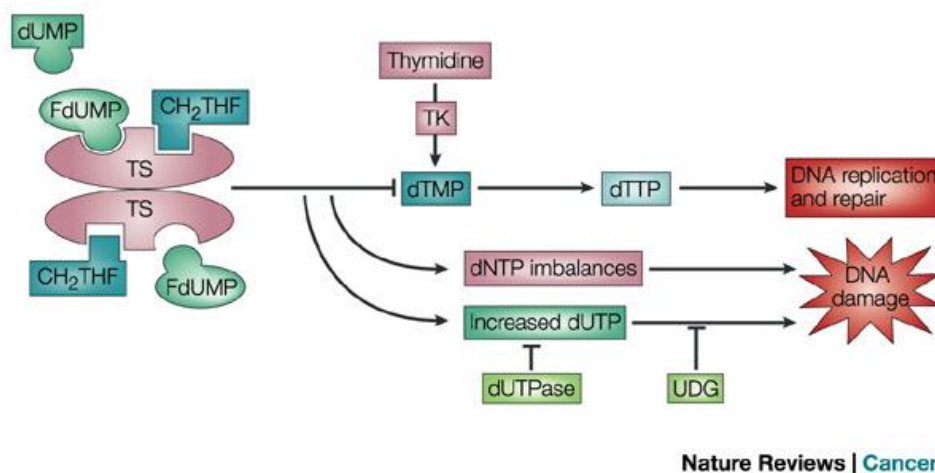 dUMP
FdUMP
CH₂THF
TS
TS
CH₂THF
FdUMP
Thymidine
TK
dTMP
dTTP
DNA replication
and repair
dNTP imbalances
DNA
damage
Increased dUTP
dUTPase
UDG
Nature Reviews | Cancer